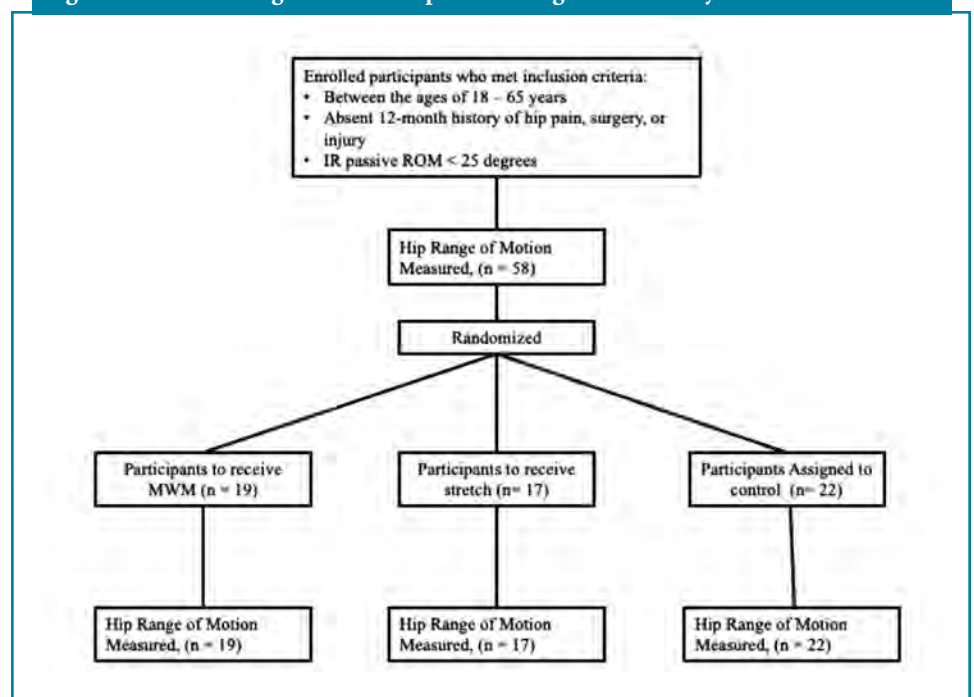 Enrolled participants who met inclusion criteria:
• Between the ages of 18 – 65 years
• Absent 12-month history of hip pain, surgery, or
injury
• IR passive ROM < 25 degrees
Hip Range of Motion
Measured, (n = 58)
Randomized
Participants to receive
MWM (n = 19)
Participants to receive
stretch (n= 17)
Participants Assigned to
control (n= 22)
Hip Range of Motion
Measured, (n = 19)
Hip Range of Motion
Measured, (n = 17)
Hip Range of Motion
Measured, (n = 22)